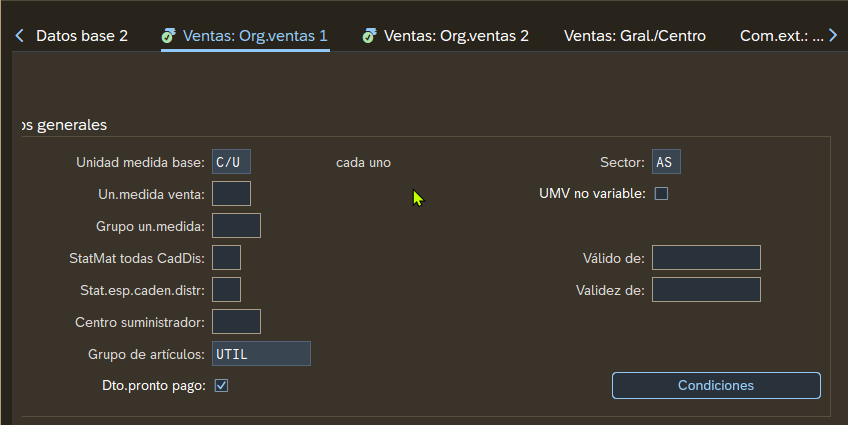 Datos base 2 Ventas: Org.ventas 1 Ventas: Org.ventas 2 Ventas: Gral./Centro Com.ext.: ...
os generales
Unidad medida base: C/U cada uno Sector: AS
Un.medida venta: UMV no variable:
Grupo un.medida:
StatMat todas CadDis: Válido de:
Stat.esp.caden.distr: Validez de:
Centro suministrador:
Grupo de artículos: UTIL
Dto.pronto pago: Condiciones